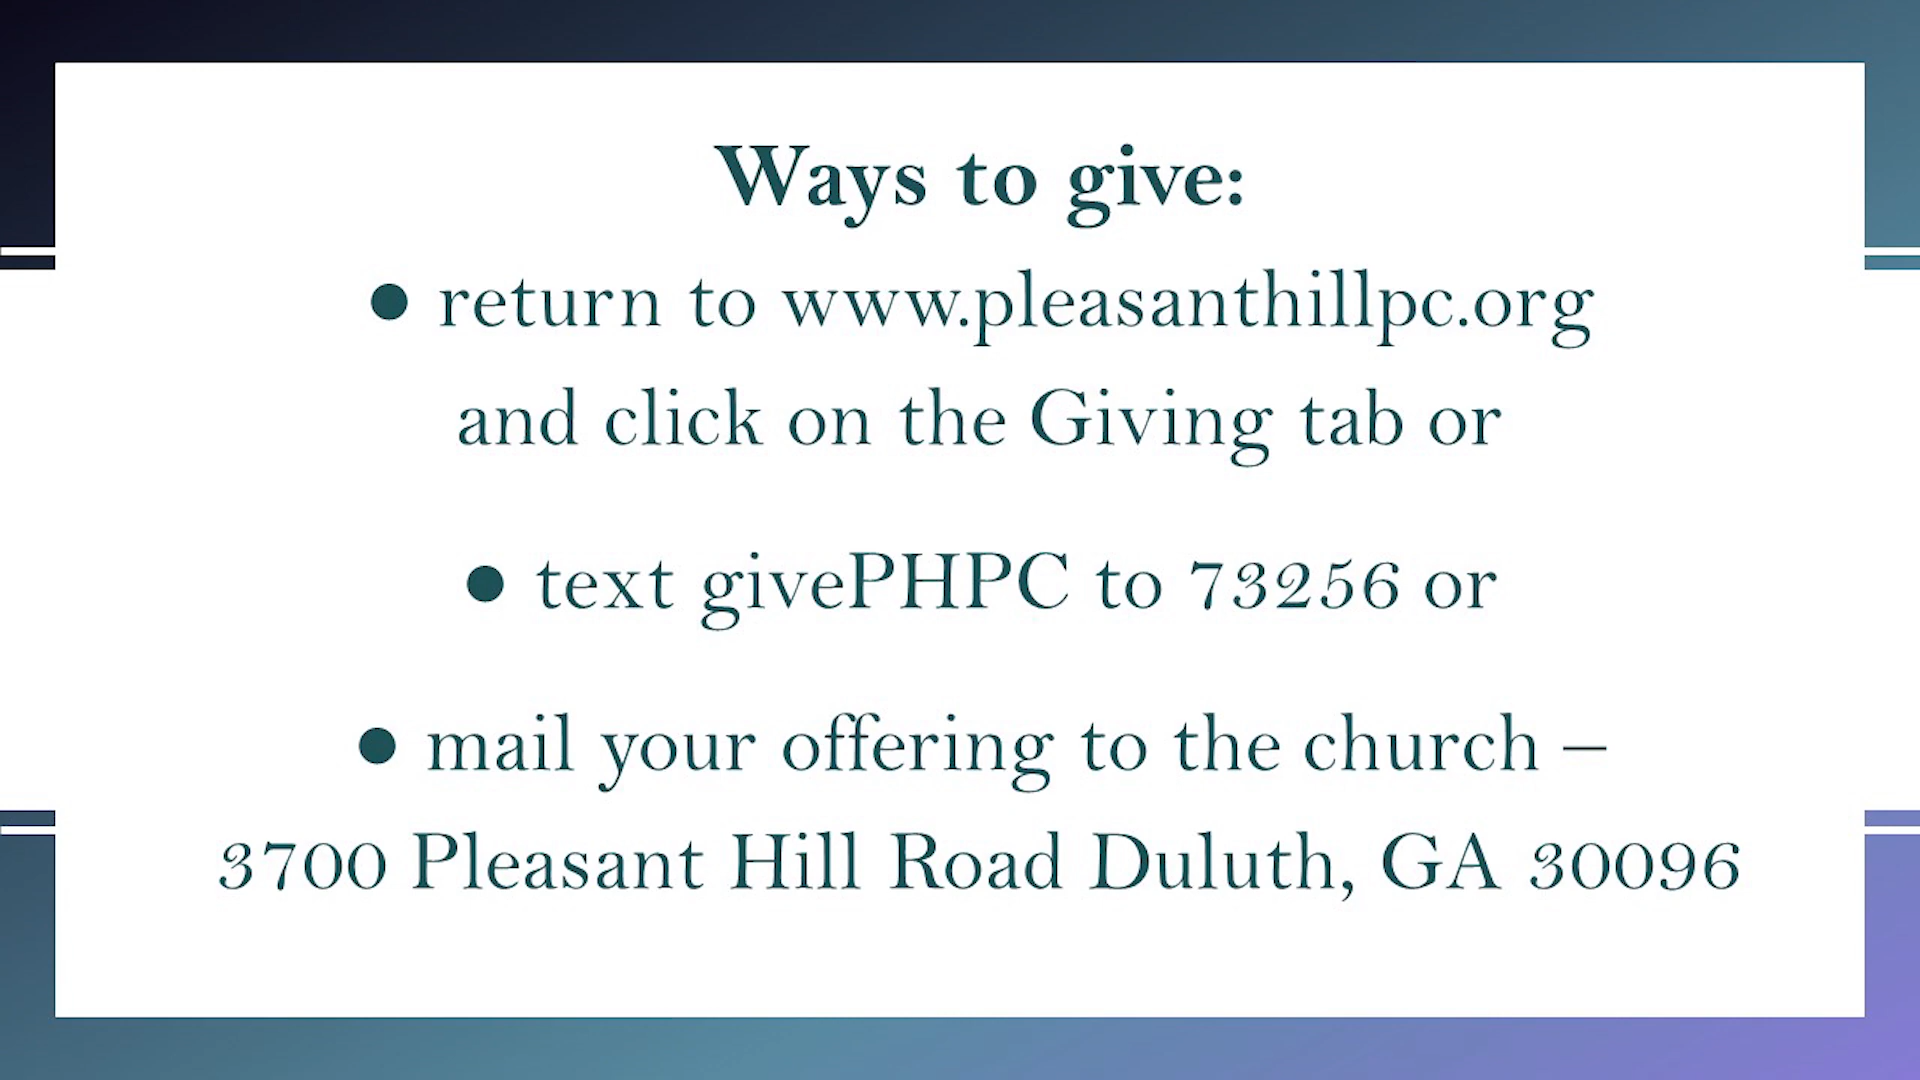 Ways to give:
● return to www.pleasanthillpc.org
and click on the Giving tab or
● text givePHPC to 73256 or
● mail your offering to the church –
3700 Pleasant Hill Road Duluth, GA 30096